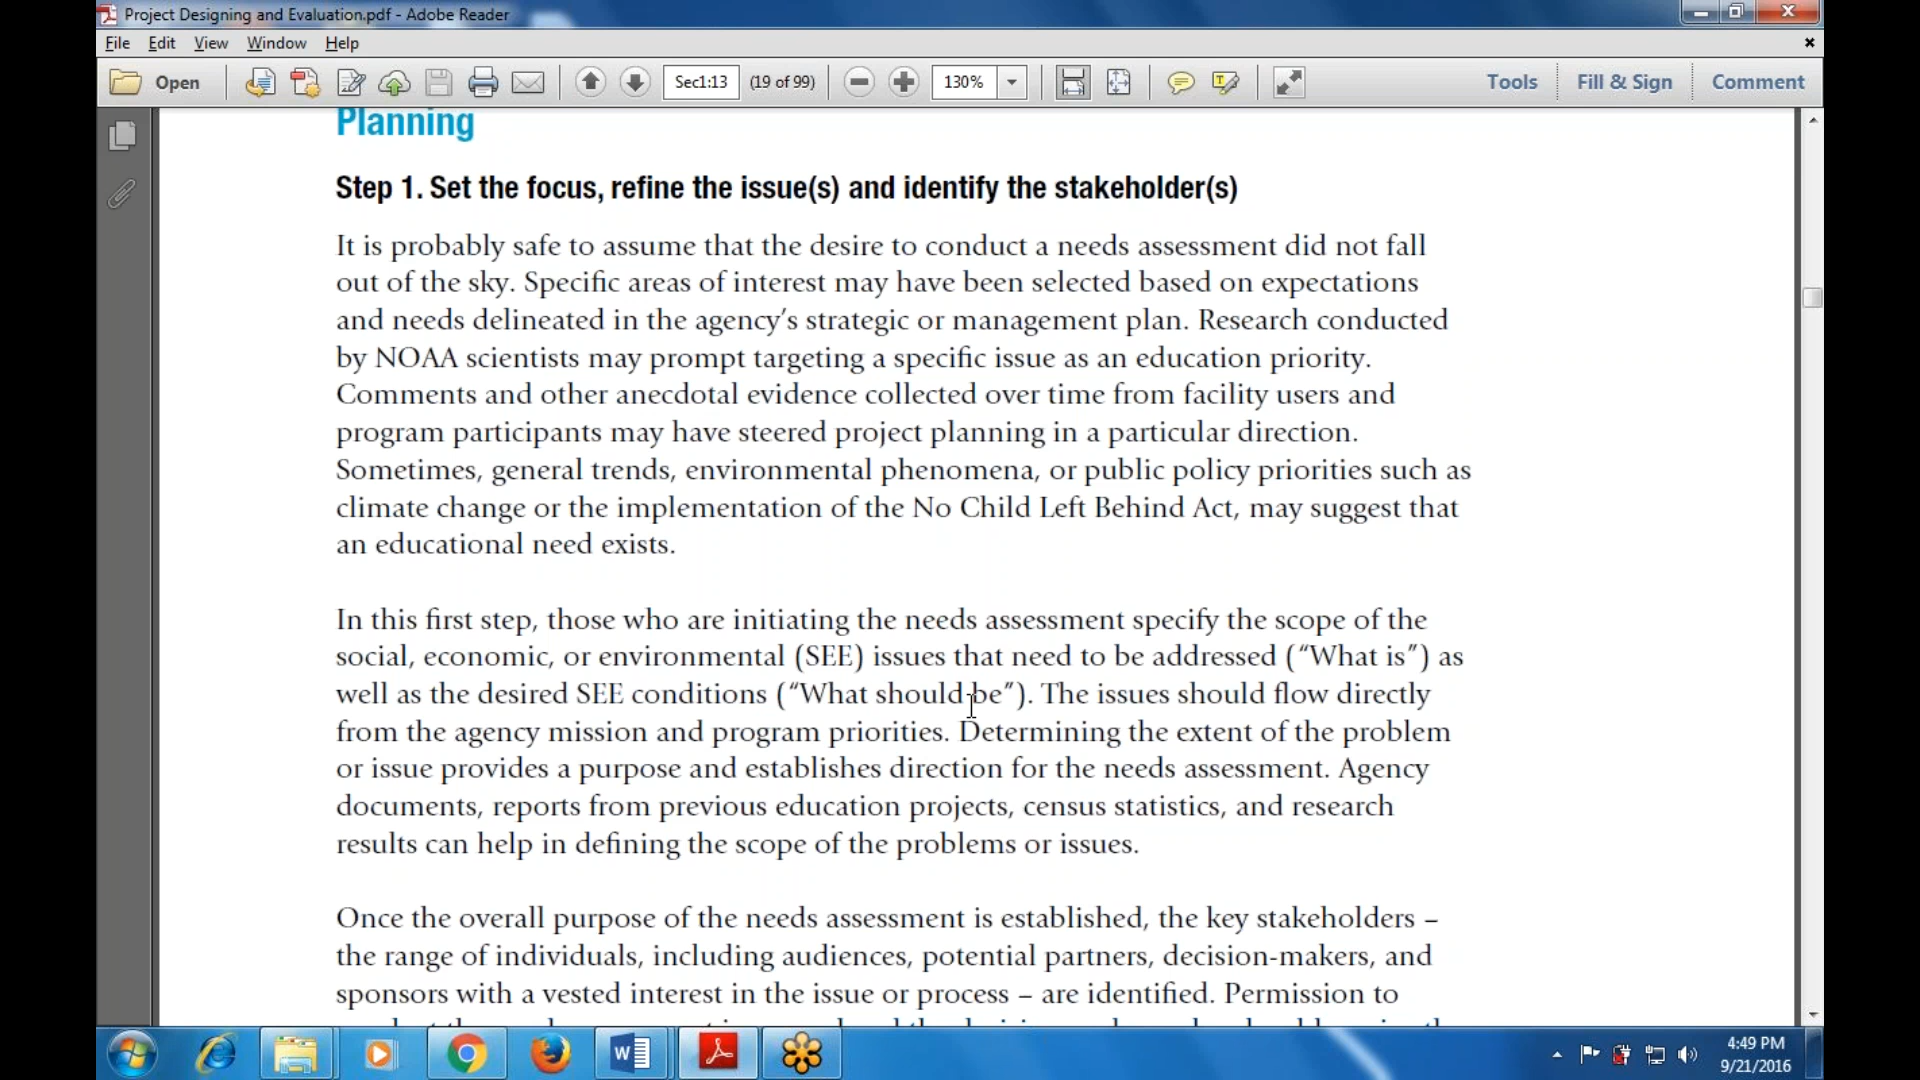 Project Designing and Evaluation.pdf - Adobe Reader
File Edit View Window Help
Open Sec1:13 (19 of 99) 130% Tools Fill & Sign Comment
Planning
Step 1. Set the focus, refine the issue(s) and identify the stakeholder(s)
It is probably safe to assume that the desire to conduct a needs assessment did not fall
out of the sky. Specific areas of interest may have been selected based on expectations
and needs delineated in the agency’s strategic or management plan. Research conducted
by NOAA scientists may prompt targeting a specific issue as an education priority.
Comments and other anecdotal evidence collected over time from facility users and
program participants may have steered project planning in a particular direction.
Sometimes, general trends, environmental phenomena, or public policy priorities such as
climate change or the implementation of the No Child Left Behind Act, may suggest that
an educational need exists.
In this first step, those who are initiating the needs assessment specify the scope of the
social, economic, or environmental (SEE) issues that need to be addressed (“What is”) as
well as the desired SEE conditions (“What should be”). The issues should flow directly
from the agency mission and program priorities. Determining the extent of the problem
or issue provides a purpose and establishes direction for the needs assessment. Agency
documents, reports from previous education projects, census statistics, and research
results can help in defining the scope of the problems or issues.
Once the overall purpose of the needs assessment is established, the key stakeholders –
the range of individuals, including audiences, potential partners, decision-makers, and
sponsors with a vested interest in the issue or process – are identified. Permission to
4:49 PM
9/21/2016